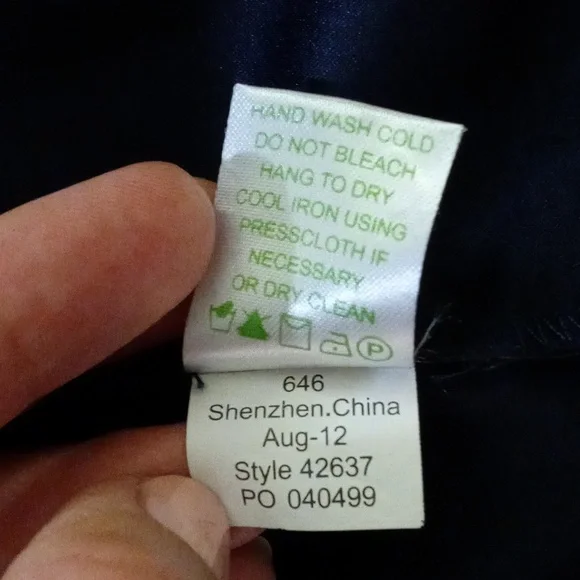 HAND WASH COLD
DO NOT BLEACH
HANG TO DRY
COOL IRON USING
PRESSCLOTH IF
NECESSARY
OR DRY CLEAN
P
646
Shenzhen.China
Aug-12
Style 42637
PO 040499